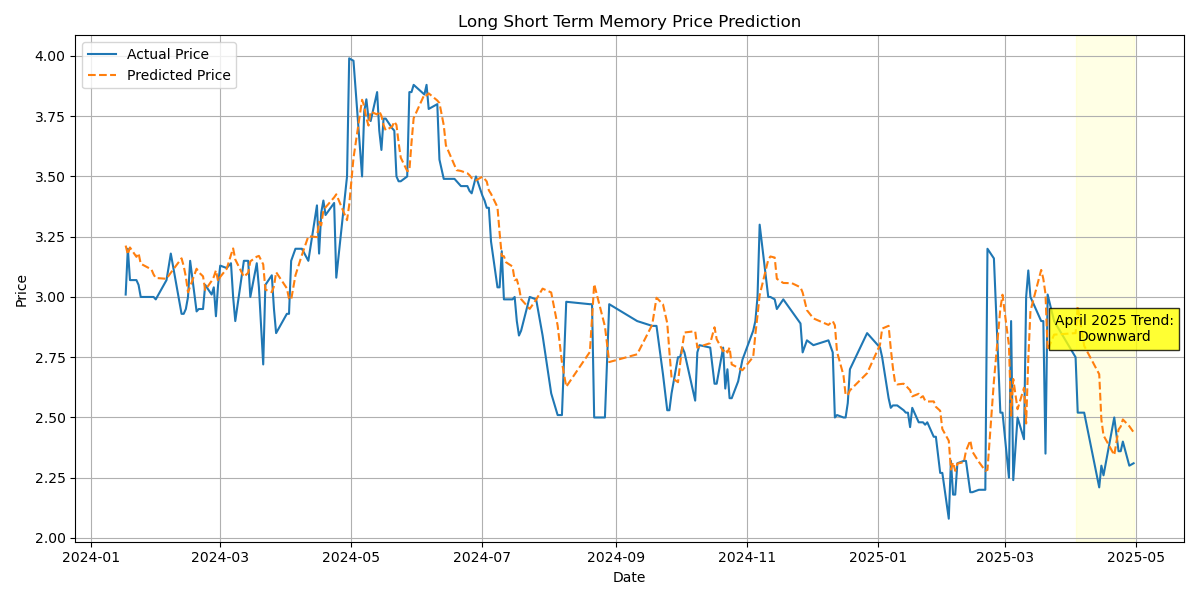 Long Short Term Memory Price Prediction
Actual Price
Predicted Price
Price
4.00
3.75
3.50
3.25
3.00
2.75
2.50
2.25
2.00
April 2025 Trend:
Downward
2024-01
2024-03
2024-05
2024-07
2024-09
2024-11
2025-01
2025-03
2025-05
Date